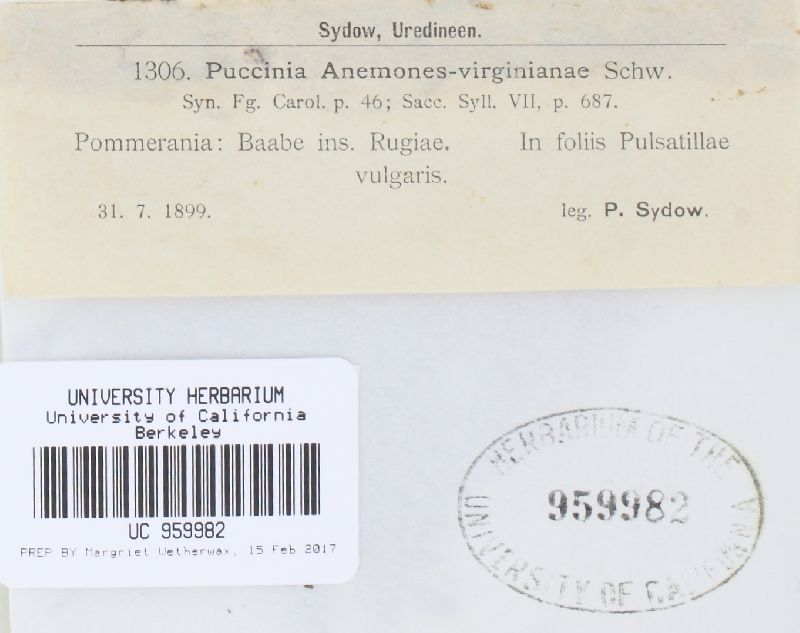 Sydow, Uredineen.
1306. Puccinia Anemones-virginianae Schw.
Syn. Fg. Carol. p. 46; Sacc. Syll. VII, p. 687.
Pommerania: Baabe ins. Rugiae. In foliis Pulsatillae
vulgaris.
31. 7. 1899. leg. P. Sydow.
UNIVERSITY HERBARIUM
University of California
Berkeley
UC 959982
PREP BY Margriet Wetherwax, 15 Feb 2017
HERBARIUM OF THE
959982
UNIVERSITY OF CALIFORNIA